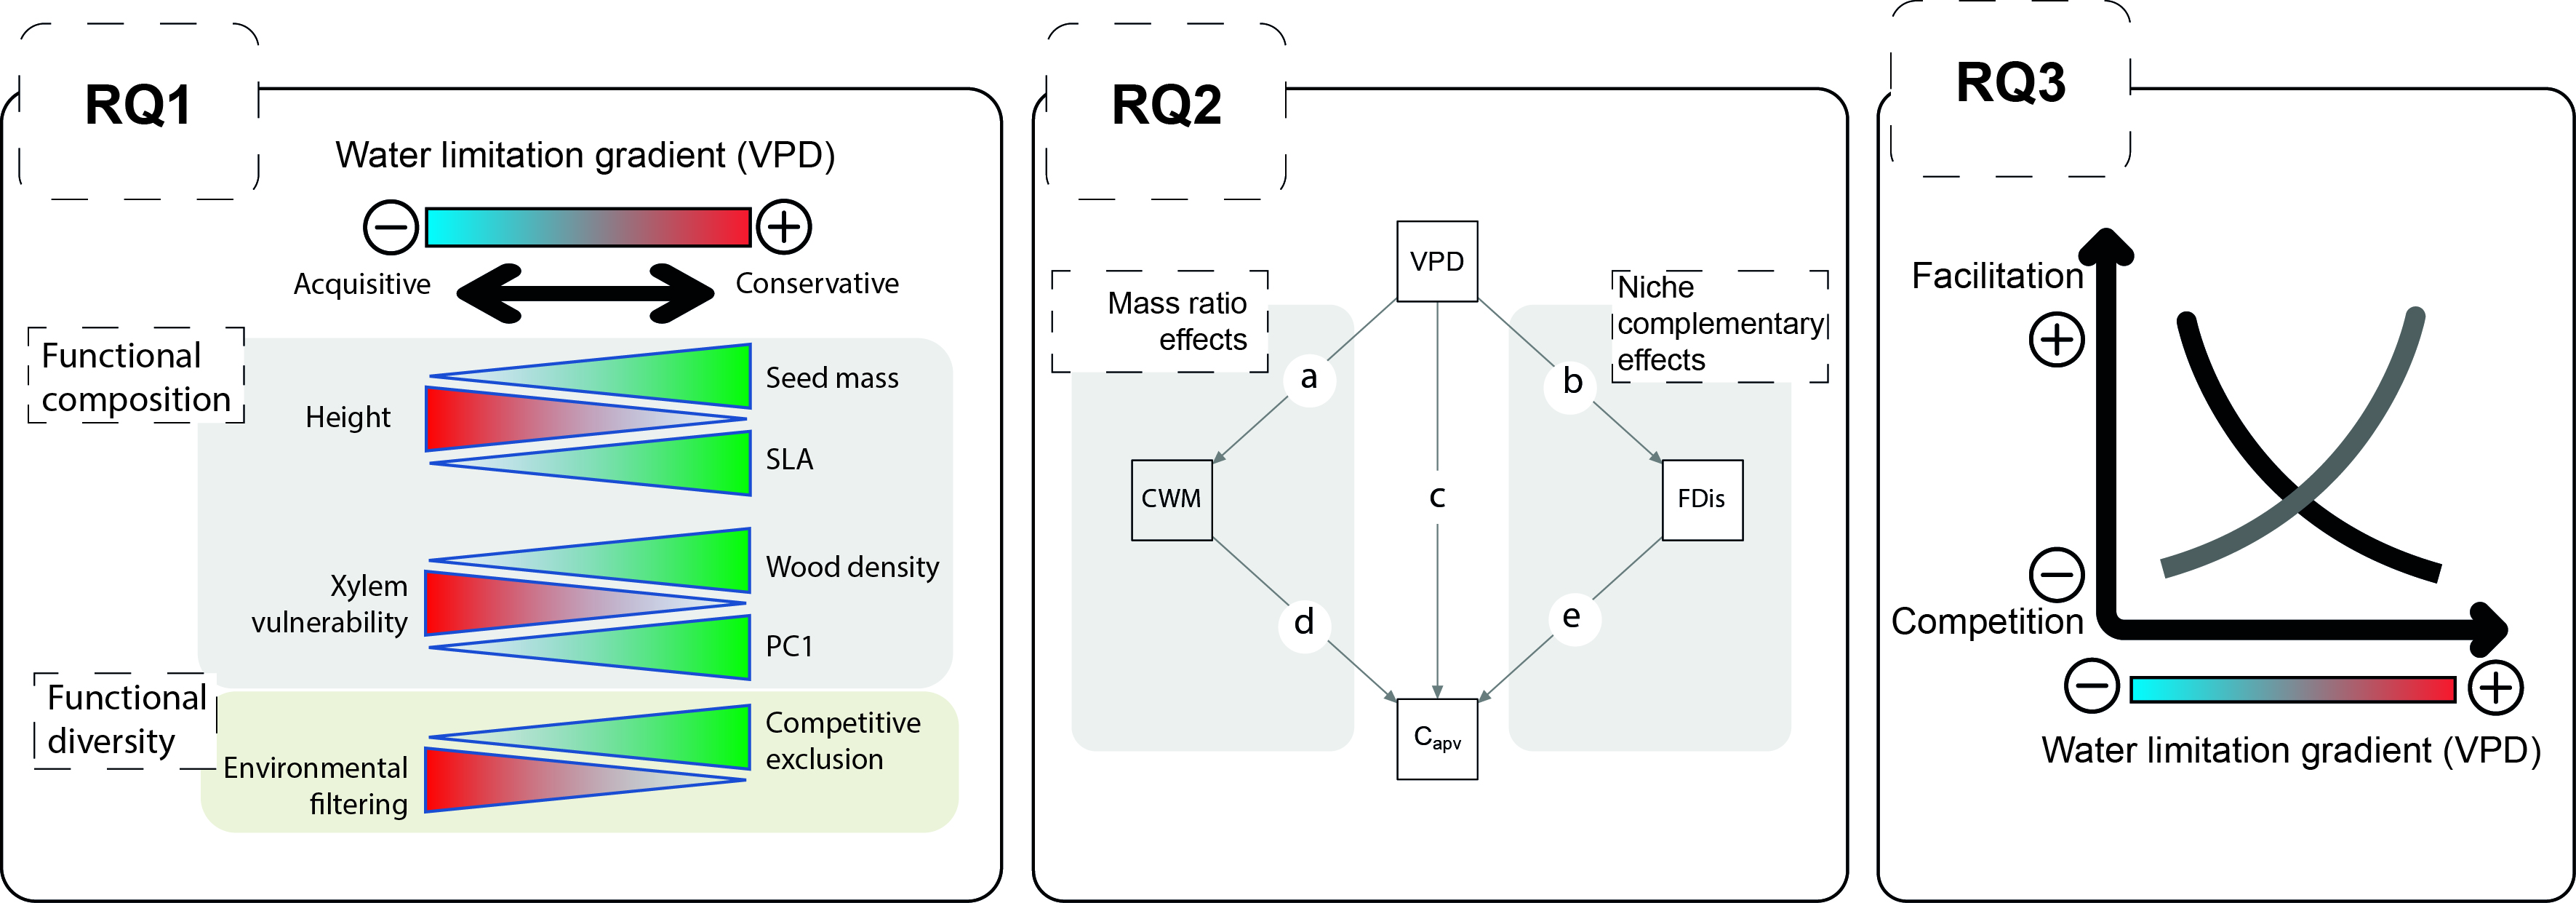 RQ1
Water limitation gradient (VPD)
− +
Acquisitive
Conservative
Functional
composition
Seed mass
Height
SLA
Wood density
Xylem
vulnerability
PC1
Functional
diversity
Competitive
exclusion
Environmental
filtering
RQ2
VPD
Mass ratio
effects
Niche
complementary
effects
a
b
CWM
c
FDis
d
e
Capv
RQ3
Facilitation
+
−
Competition
− +
Water limitation gradient (VPD)